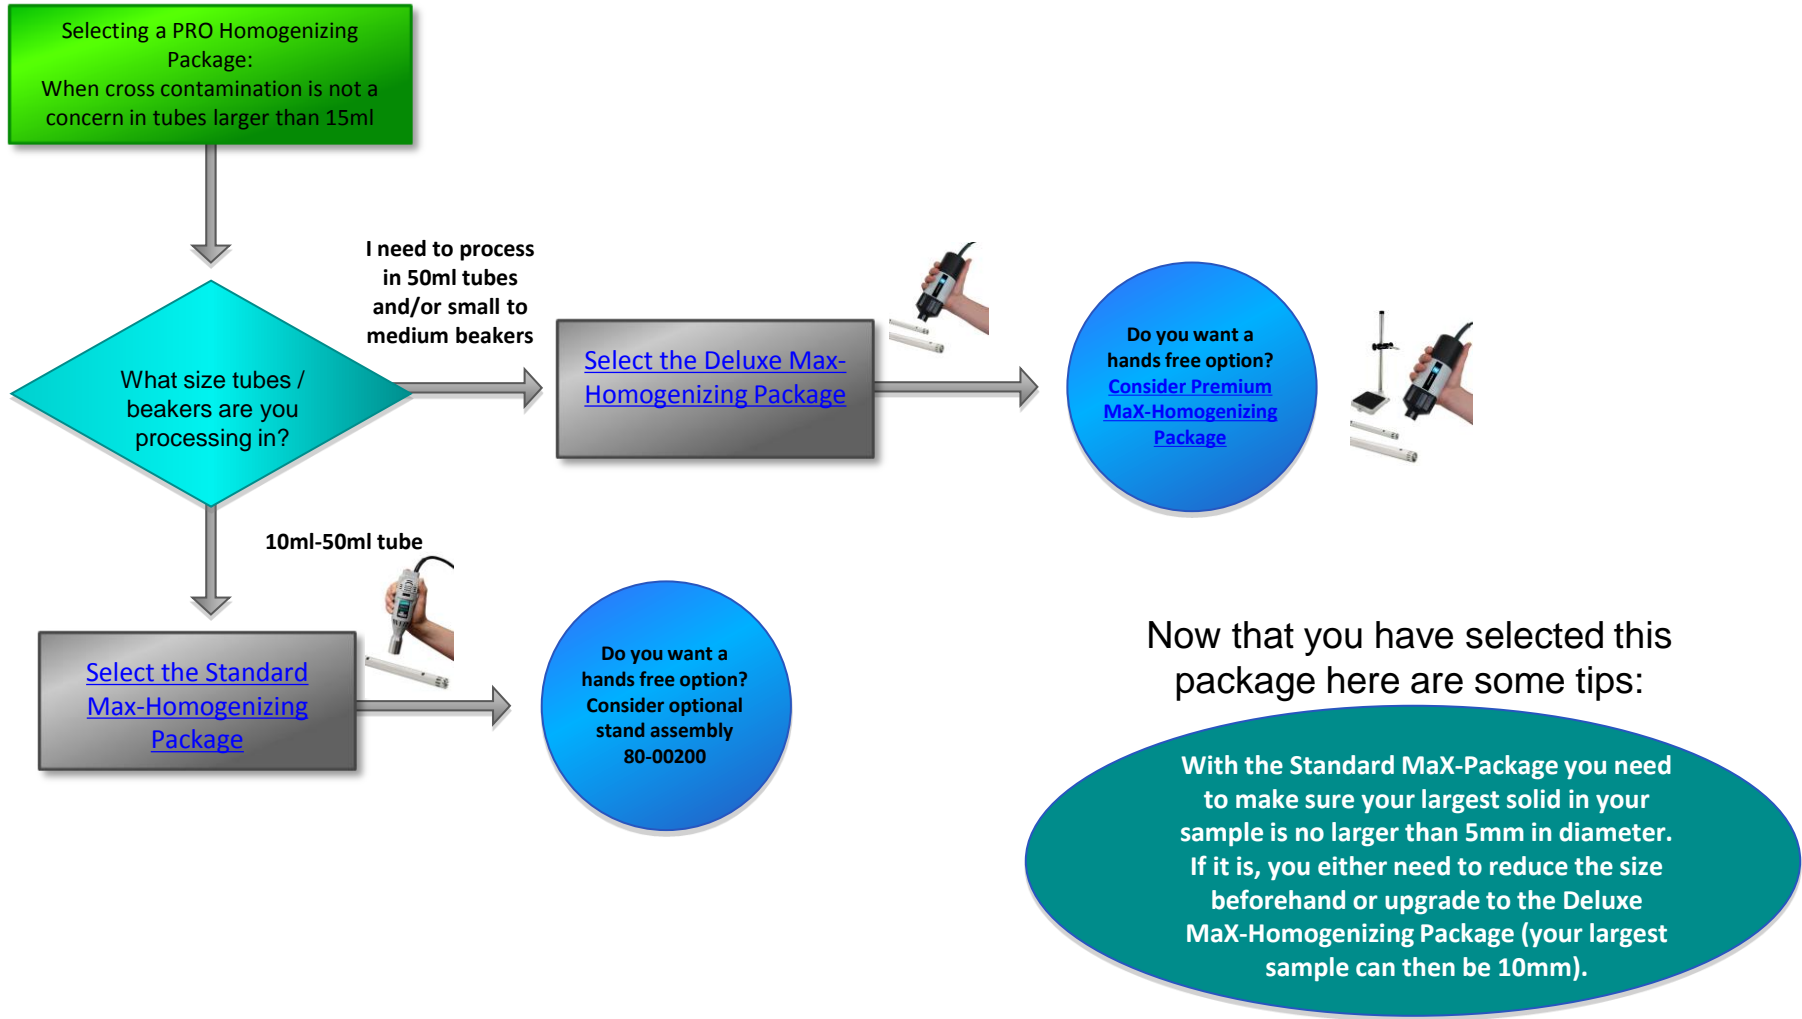 Selecting a PRO Homogenizing
Package:
When cross contamination is not a
concern in tubes larger than 15ml
I need to process
in 50ml tubes
and/or small to
medium beakers
What size tubes /
beakers are you
processing in?
Select the Deluxe Max-
Homogenizing Package
Do you want a
hands free option?
Consider Premium
MaX-Homogenizing
Package
10ml-50ml tube
Select the Standard
Max-Homogenizing
Package
Do you want a
hands free option?
Consider optional
stand assembly
80-00200
Now that you have selected this
package here are some tips:
With the Standard MaX-Package you need
to make sure your largest solid in your
sample is no larger than 5mm in diameter.
If it is, you either need to reduce the size
beforehand or upgrade to the Deluxe
MaX-Homogenizing Package (your largest
sample can then be 10mm).